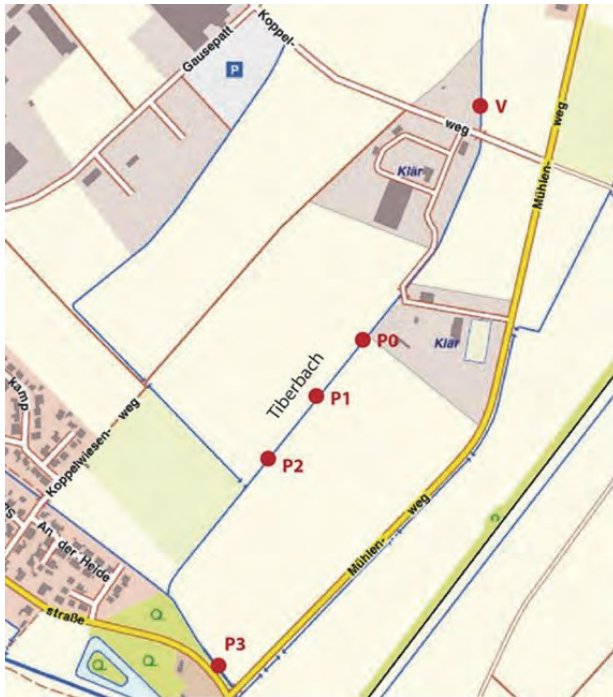 Koppel-
Gausepatt
P
V
weg
weg
Klär
Mühlen-
P0
Klär
Tiberbach
P1
kamp
weg
Koppelwiesen-
P2
weg
An der Heide
Mühlen-
straße
P3